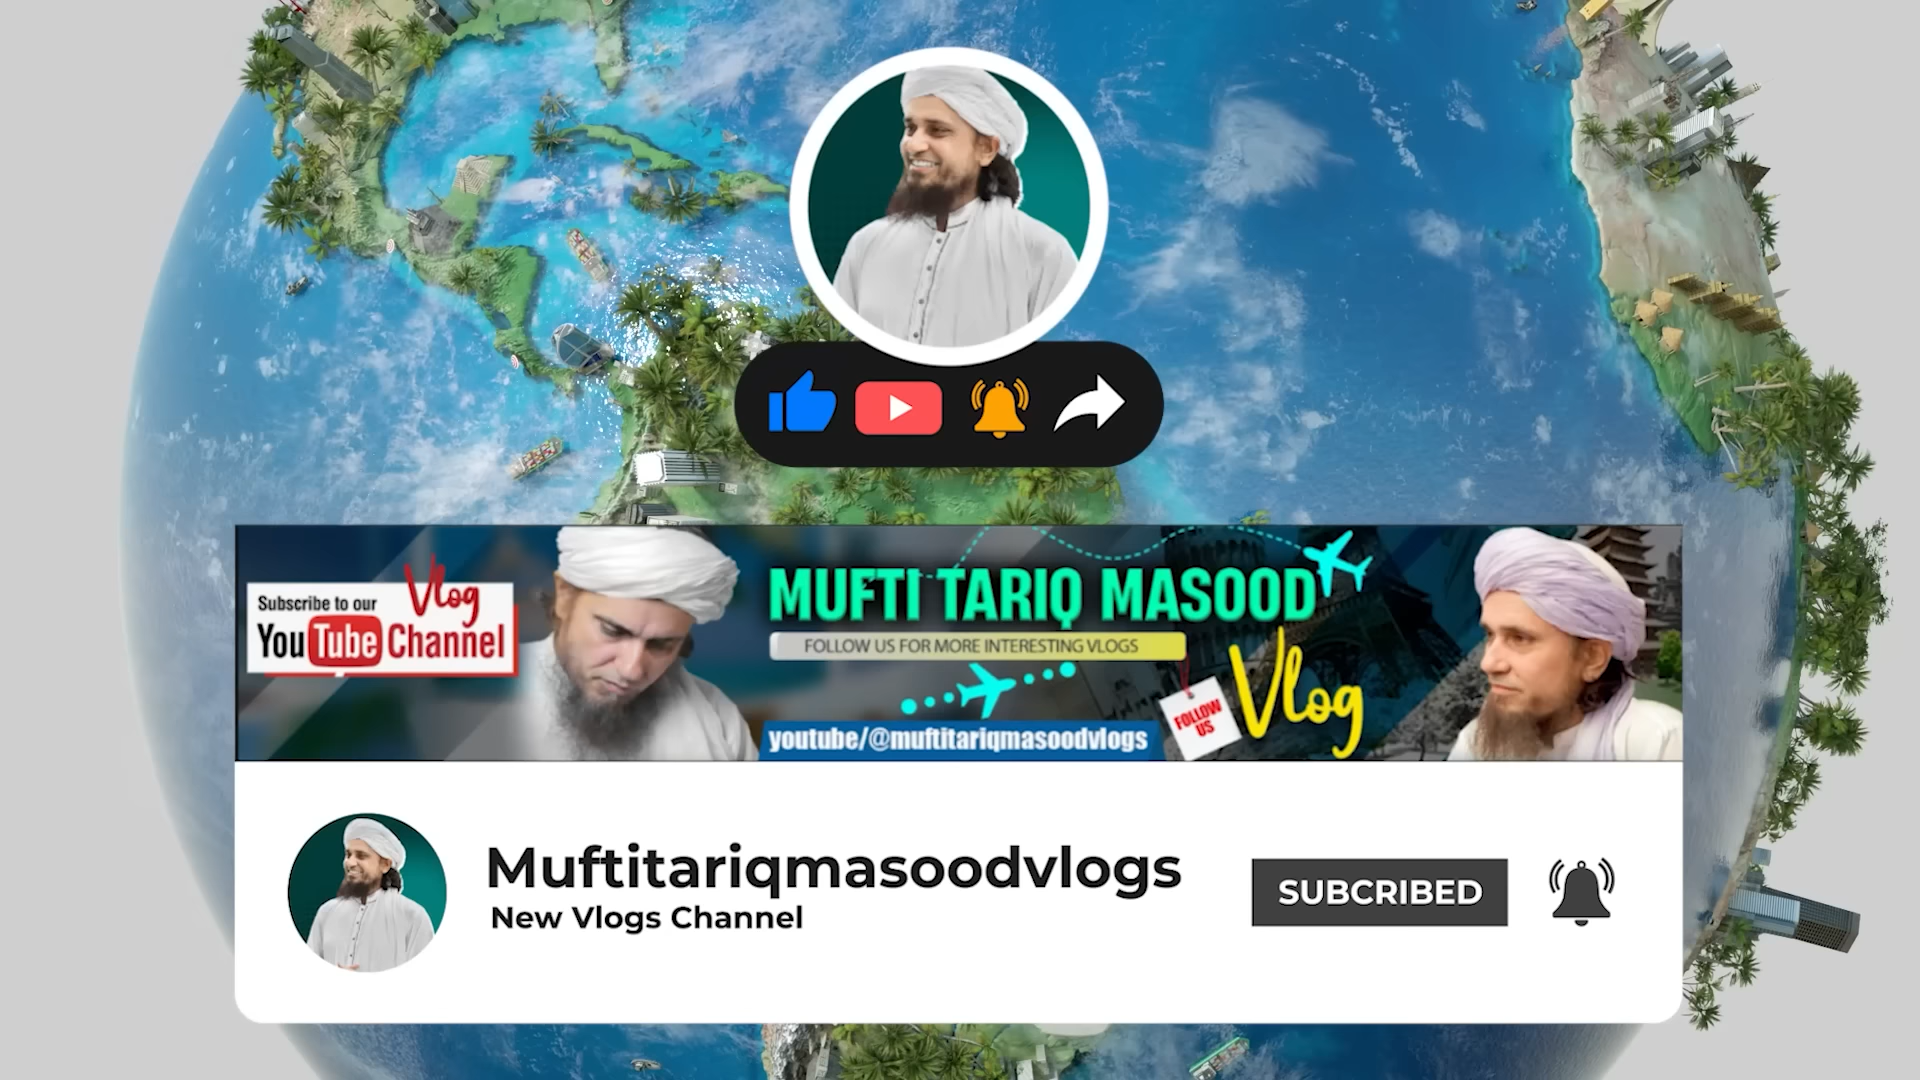 Subscribe to our Vlog
YouTube Channel
MUFTI TARIQ MASOOD
FOLLOW US FOR MORE INTERESTING VLOGS
Vlog
FOLLOW
US
youtube/@muftitariqmasoodvlogs
Muftitariqmasoodvlogs
New Vlogs Channel
SUBCRIBED